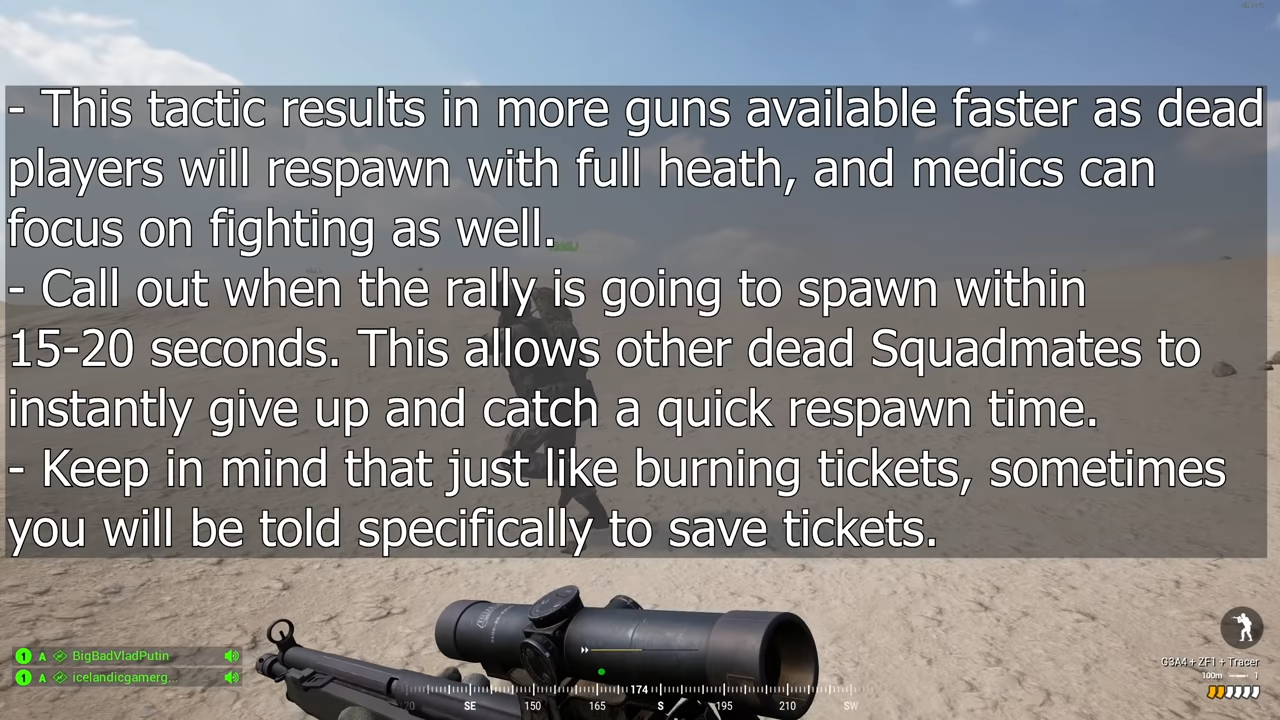 - This tactic results in more guns available faster as dead
players will respawn with full heath, and medics can
focus on fighting as well.
- Call out when the rally is going to spawn within
15-20 seconds. This allows other dead Squadmates to
instantly give up and catch a quick respawn time.
- Keep in mind that just like burning tickets, sometimes
you will be told specifically to save tickets.
1 A BigBadVladPutin
1 A icelandicgamerg...
G3A4 + ZF1 + Tracer
100m 1
174
SE 150 165 S 195 210 SW